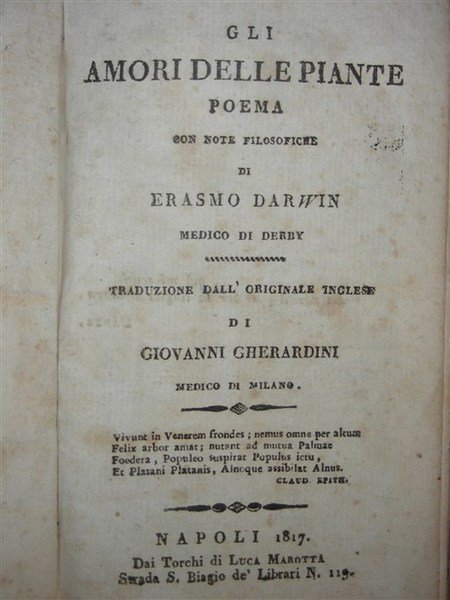 GLI
AMORI DELLE PIANTE
POEMA
CON NOTE FILOSOFICHE
DI
ERASMO DARWIN
MEDICO DI DERBY
TRADUZIONE DALL' ORIGINALE INGLESE
DI
GIOVANNI GHERARDINI
MEDICO DI MILANO.
Vivunt in Venerem frondes; nemus omne per altum
Felix arbor amat; nutant ad mutua Palmae
Foedera, Populeo suspirat Populus ictu,
Et Platani Platanis, Alnoque assibilat Alnus.
CLAUD. EPITH.
NAPOLI 1817.
Dai Torchi di LUCA MAROTTA
Strada S. Biagio de' Librari N. 119.